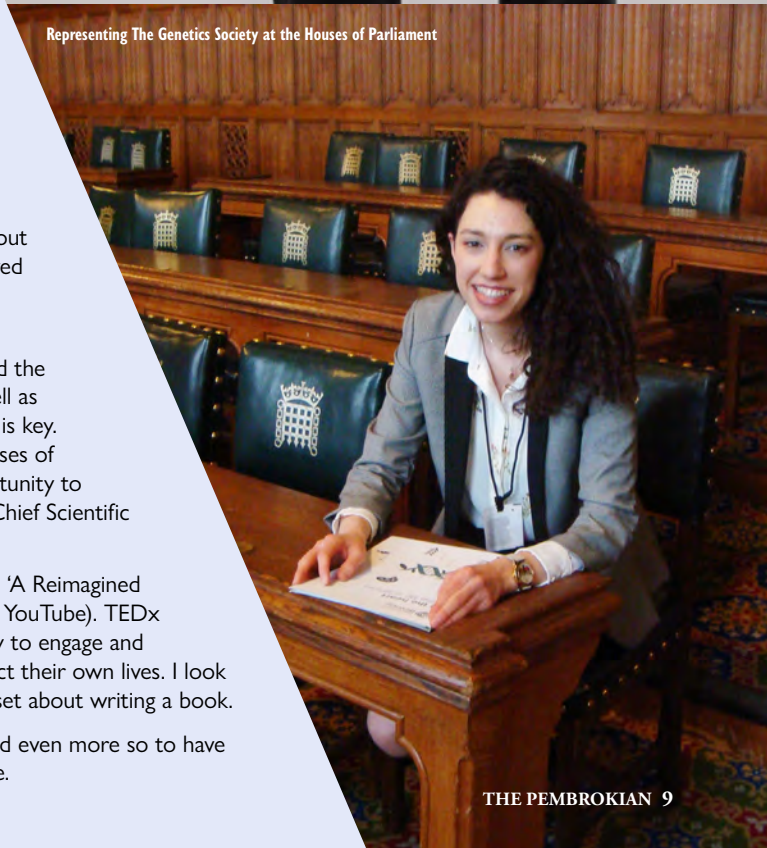 Representing The Genetics Society at the Houses of Parliament
out
ed
d the
ell as
is key.
ses of
tunity to
Chief Scientific
‘A Reimagined
YouTube). TEDx
y to engage and
ct their own lives. I look
set about writing a book.
d even more so to have
e.
THE PEMBROKIAN 9